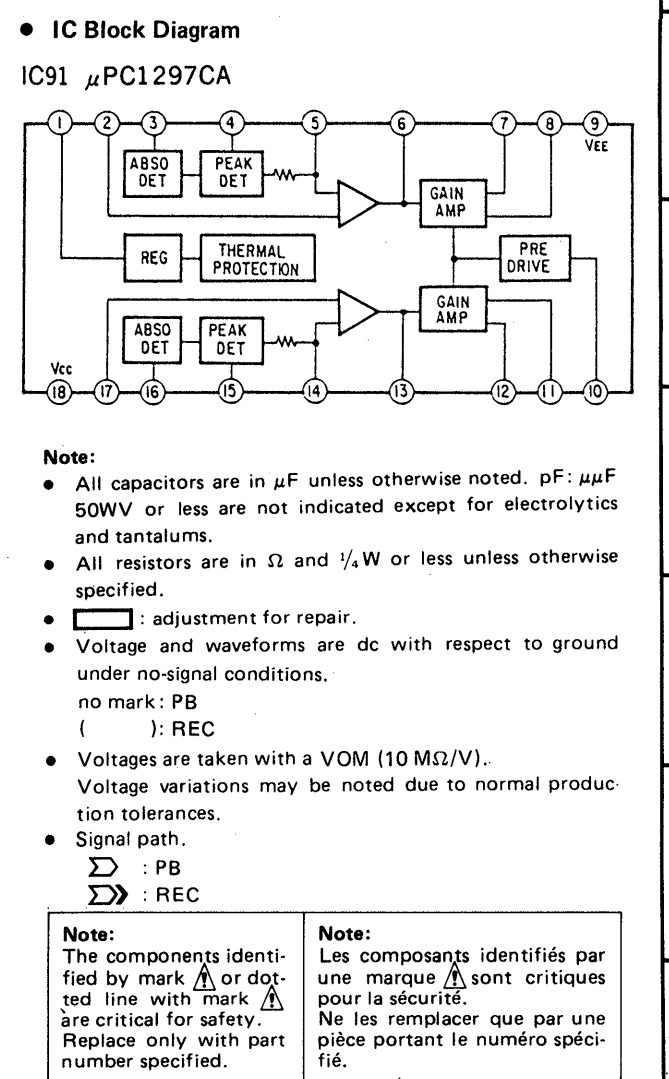 ● IC Block Diagram
IC91 μPC1297CA
1 2 3 4 5 6 7 8 9
VEE
ABSO DET
PEAK DET
GAIN AMP
REG
THERMAL PROTECTION
PRE DRIVE
ABSO DET
PEAK DET
GAIN AMP
Vcc
18 17 16 15 14 13 12 11 10
Note:
● All capacitors are in μF unless otherwise noted. pF: μμF
50WV or less are not indicated except for electrolytics
and tantalums.
● All resistors are in Ω and ¼W or less unless otherwise
specified.
● : adjustment for repair.
● Voltage and waveforms are dc with respect to ground
under no-signal conditions.
no mark : PB
( ): REC
● Voltages are taken with a VOM (10 MΩ/V).
Voltage variations may be noted due to normal produc-
tion tolerances.
● Signal path.
: PB
: REC
Note:
The components identi-
fied by mark ⚠ or dot-
ted line with mark ⚠
are critical for safety.
Replace only with part
number specified.
Note:
Les composants identifiés par
une marque ⚠ sont critiques
pour la sécurité.
Ne les remplacer que par une
pièce portant le numéro spéci-
fié.